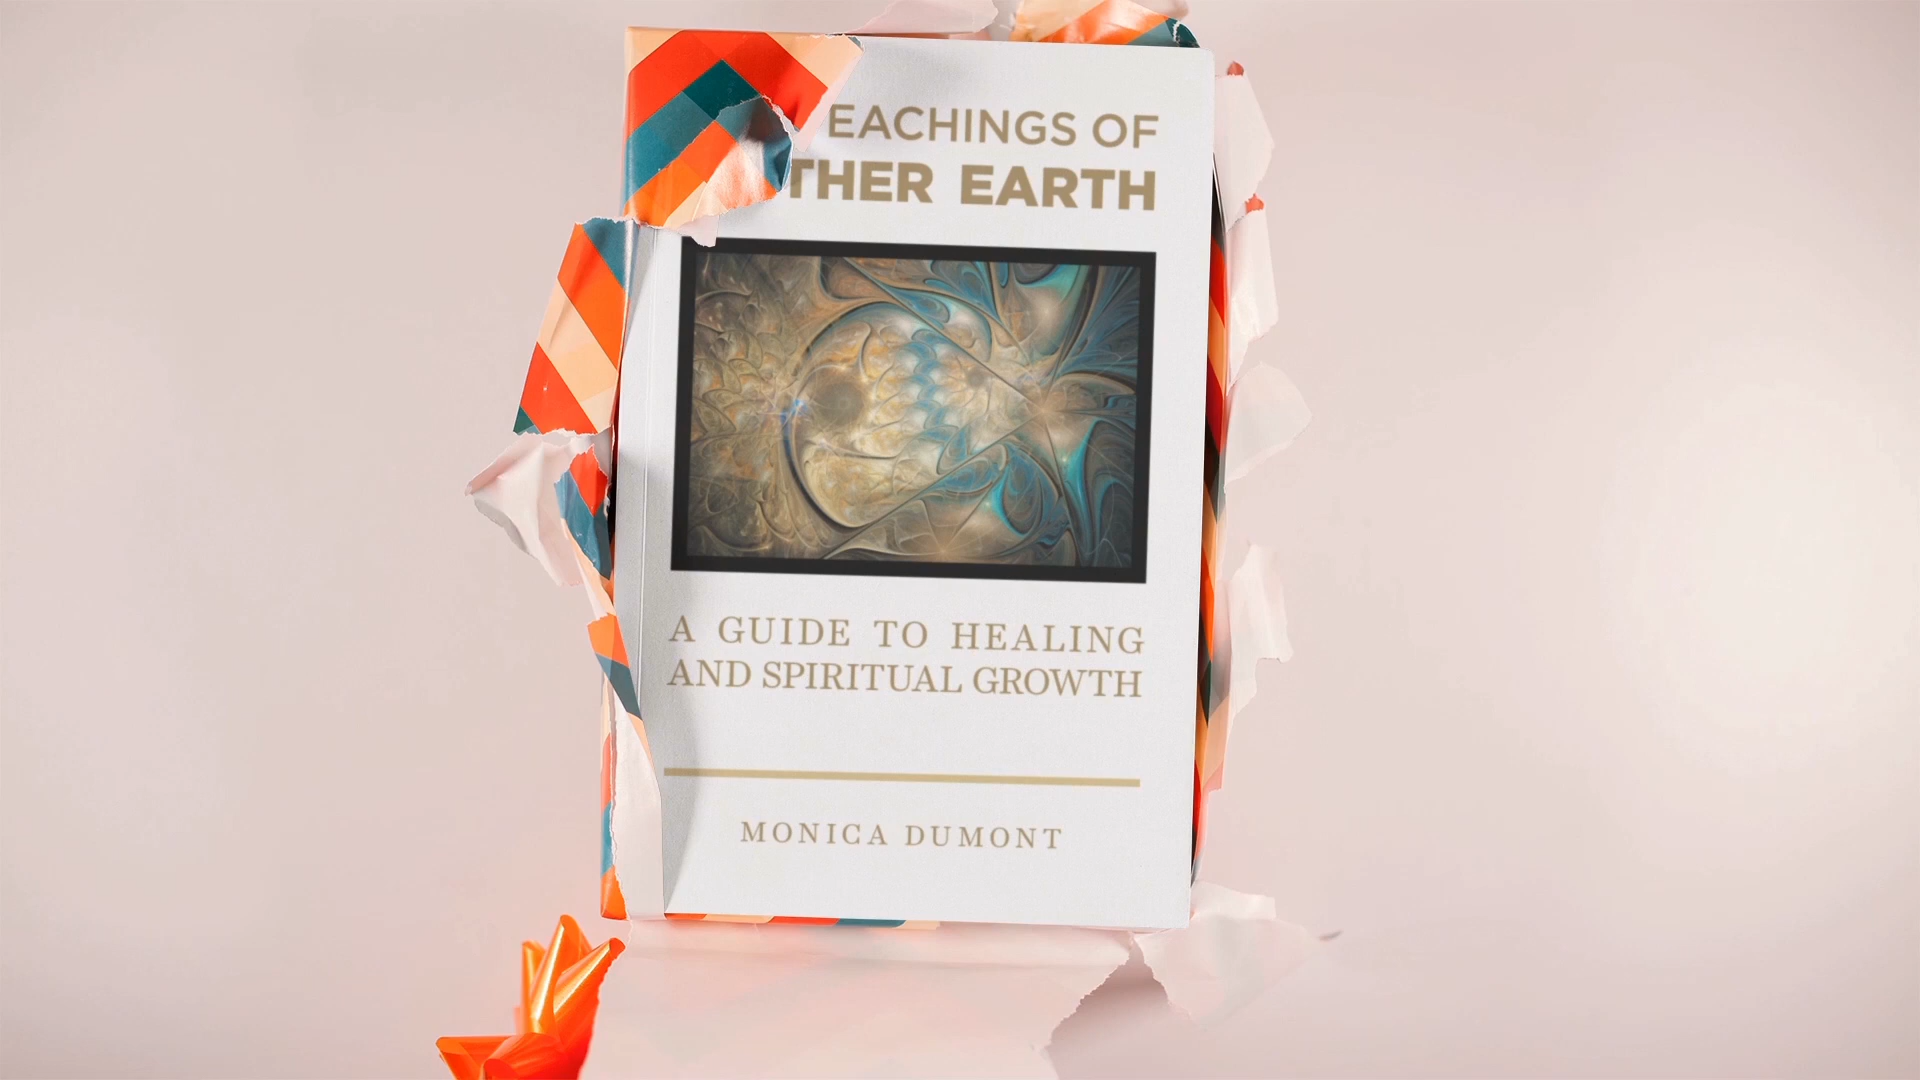 EACHINGS OF
THER EARTH
A GUIDE TO HEALING
AND SPIRITUAL GROWTH
MONICA DUMONT